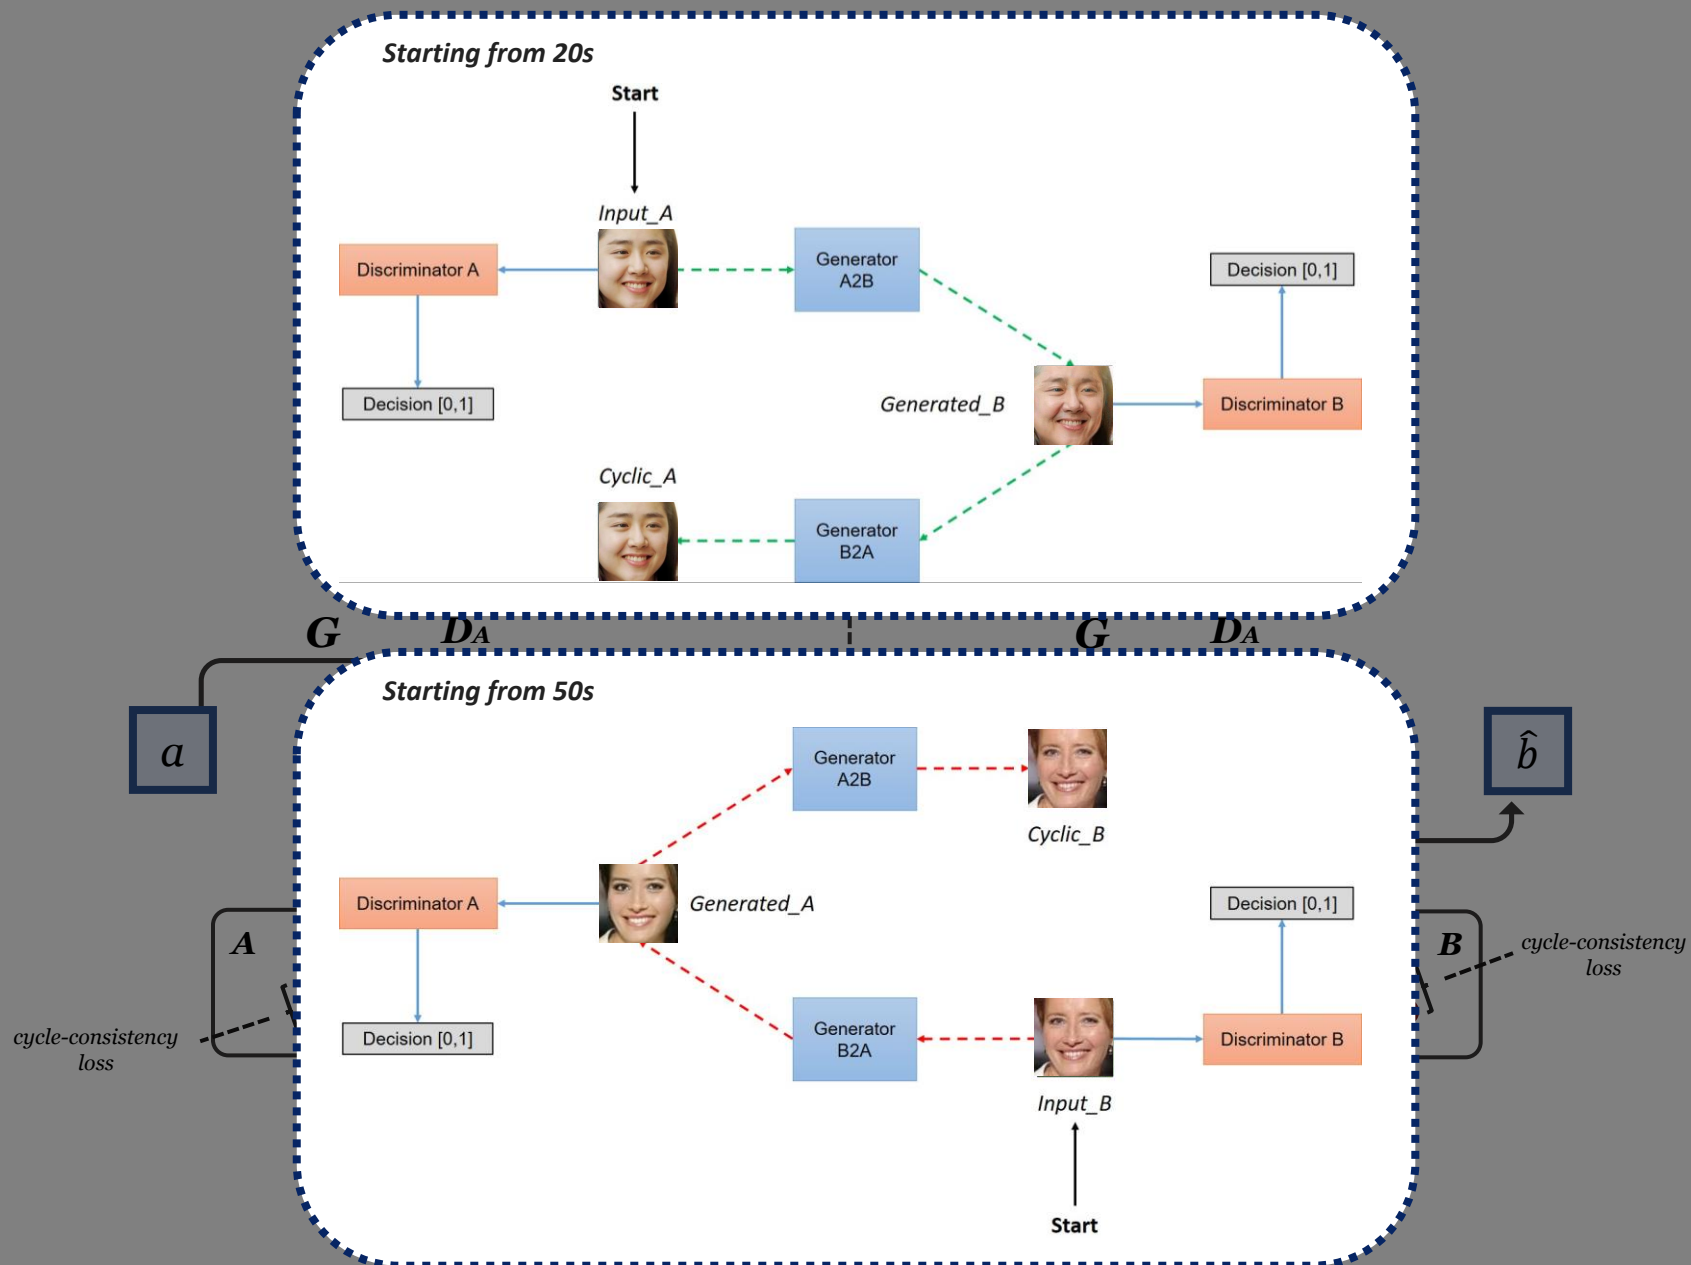 Starting from 20s
Start
Input_A
Discriminator A
Generator
A2B
Decision [0,1]
Decision [0,1]
Generated_B
Discriminator B
Cyclic_A
Generator
B2A
G
DA
G
DA
Starting from 50s
a
b̂
Generator
A2B
Cyclic_B
Discriminator A
Generated_A
Decision [0,1]
A
B
cycle-consistency
loss
cycle-consistency
loss
Decision [0,1]
Generator
B2A
Discriminator B
Input_B
Start